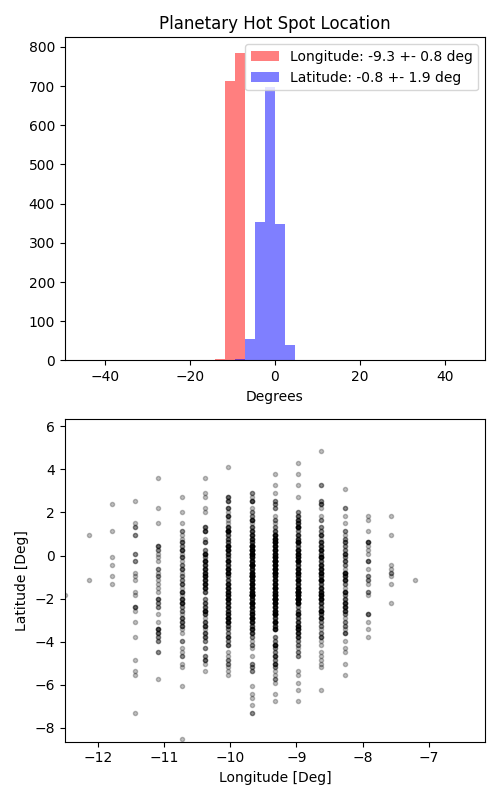 Planetary Hot Spot Location
800
700
600
500
400
300
200
100
0
Longitude: -9.3 +- 0.8 deg
Latitude: -0.8 +- 1.9 deg
−40 −20 0 20 40
Degrees
6
4
2
0
−2
−4
−6
−8
Latitude [Deg]
−12 −11 −10 −9 −8 −7
Longitude [Deg]